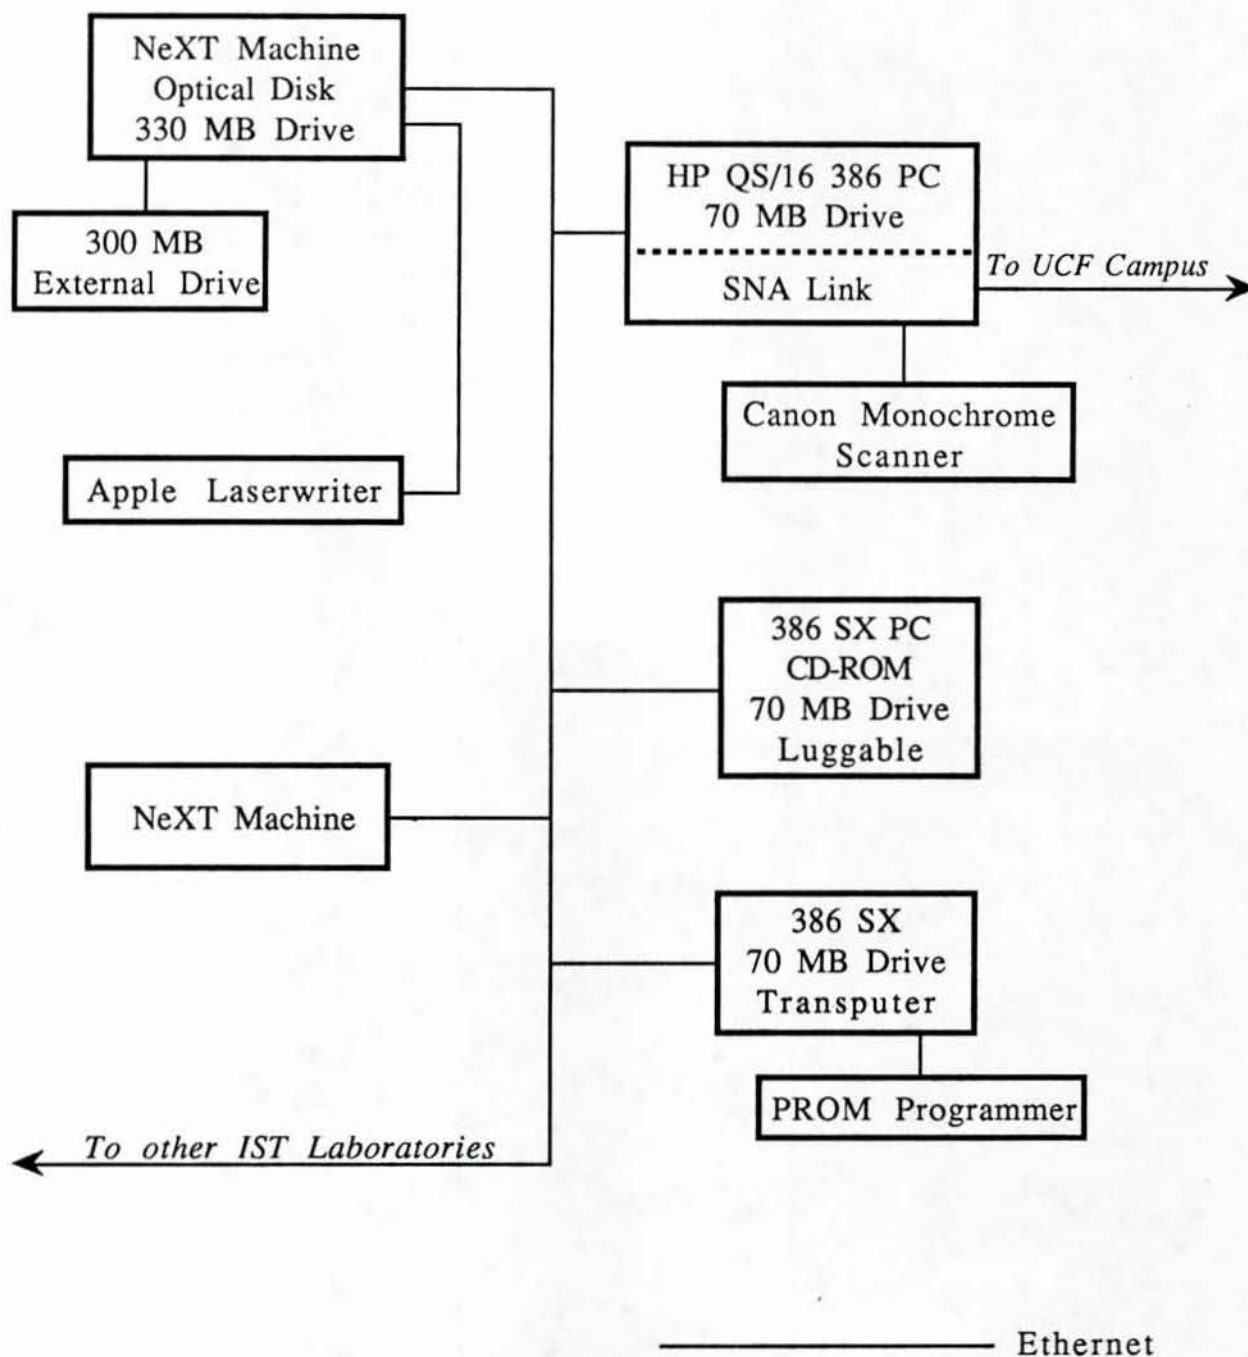 NeXT Machine
Optical Disk
330 MB Drive
300 MB
External Drive
HP QS/16 386 PC
70 MB Drive
SNA Link
To UCF Campus
Canon Monochrome
Scanner
Apple Laserwriter
386 SX PC
CD-ROM
70 MB Drive
Luggable
NeXT Machine
386 SX
70 MB Drive
Transputer
PROM Programmer
To other IST Laboratories
Ethernet